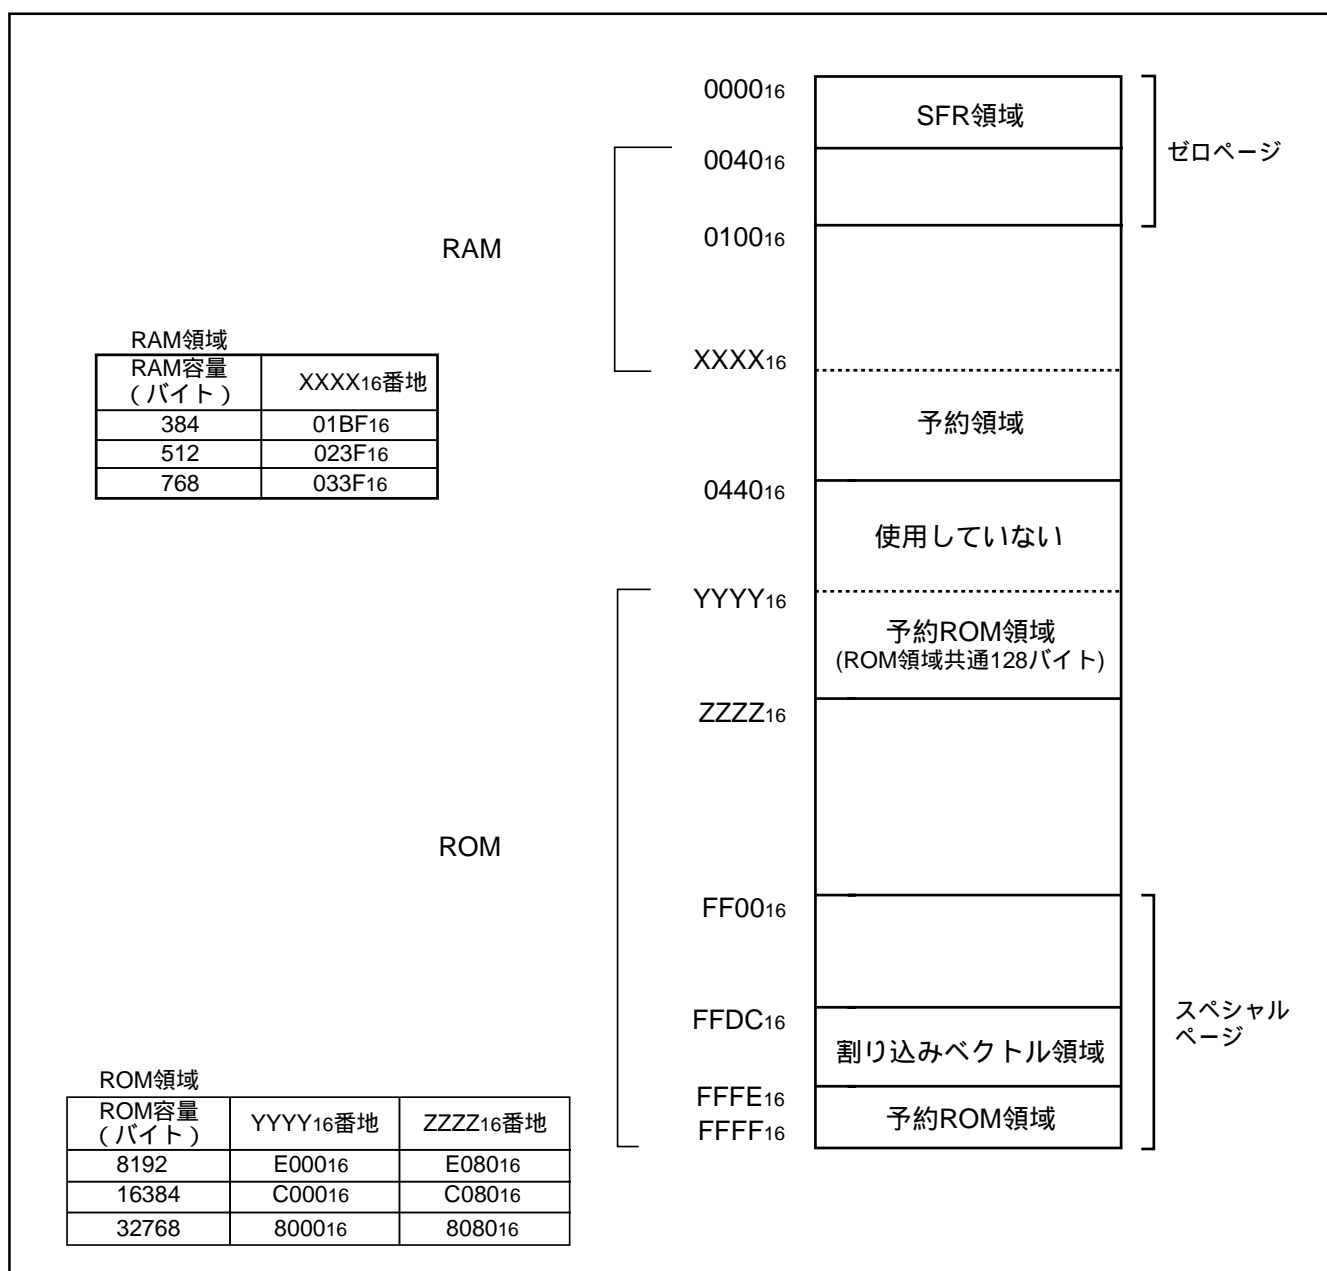 0000₁₆
SFR領域
0040₁₆
ゼロページ
0100₁₆
RAM
XXXX₁₆
RAM領域
RAM容量
(バイト)
XXXX₁₆番地
384 01BF₁₆
512 023F₁₆
768 033F₁₆
予約領域
0440₁₆
使用していない
YYYY₁₆
予約ROM領域
(ROM領域共通128バイト)
ZZZZ₁₆
ROM
FF00₁₆
FFDC₁₆
割り込みベクトル領域
スペシャル
ページ
FFFE₁₆
FFFF₁₆
予約ROM領域
ROM領域
ROM容量
(バイト)
YYYY₁₆番地 ZZZZ₁₆番地
8192 E000₁₆ E080₁₆
16384 C000₁₆ C080₁₆
32768 8000₁₆ 8080₁₆